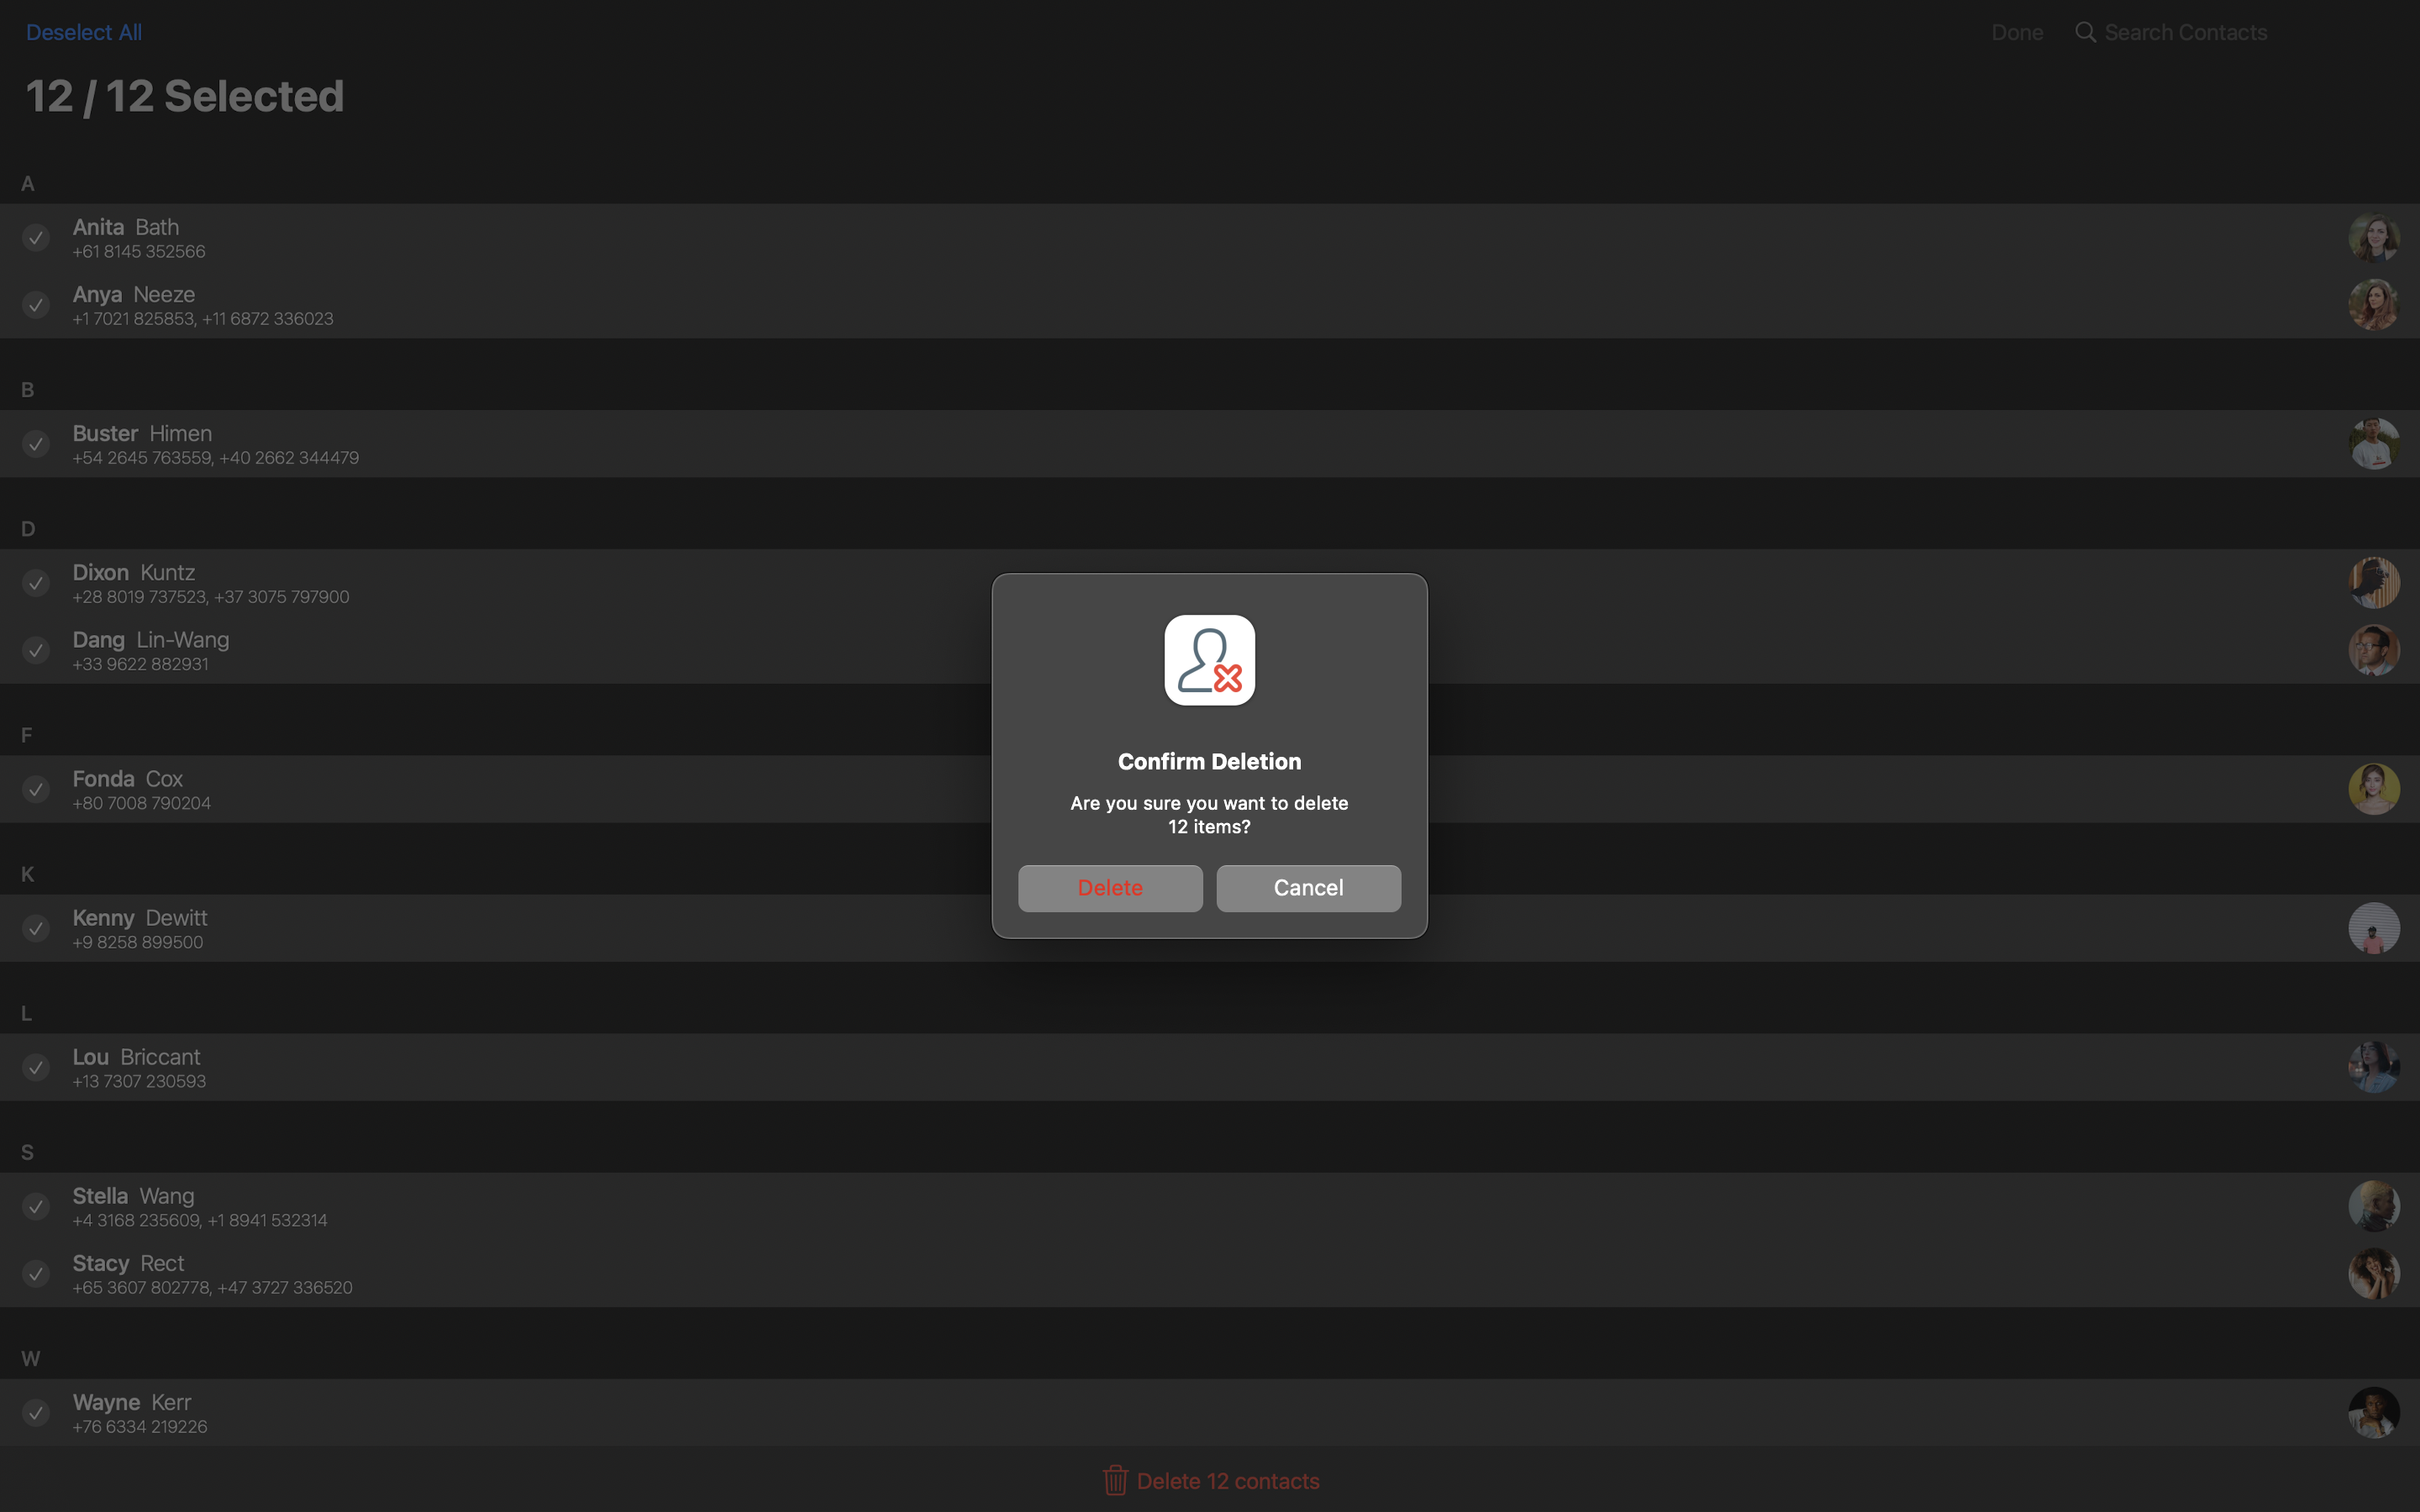 Deselect All
Done
Search Contacts
12 / 12 Selected
A
Anita Bath
+61 8145 352566
Anya Neeze
+1 7021 825853, +11 6872 336023
B
Buster Himen
+54 2645 763559, +40 2662 344479
D
Dixon Kuntz
+28 8019 737523, +37 3075 797900
Dang Lin-Wang
+33 9622 882931
F
Fonda Cox
+80 7008 790204
K
Kenny Dewitt
+9 8258 899500
L
Lou Briccant
+13 7307 230593
S
Stella Wang
+4 3168 235609, +1 8941 532314
Stacy Rect
+65 3607 802778, +47 3727 336520
W
Wayne Kerr
+76 6334 219226
Delete 12 contacts
Confirm Deletion
Are you sure you want to delete
12 items?
Delete
Cancel